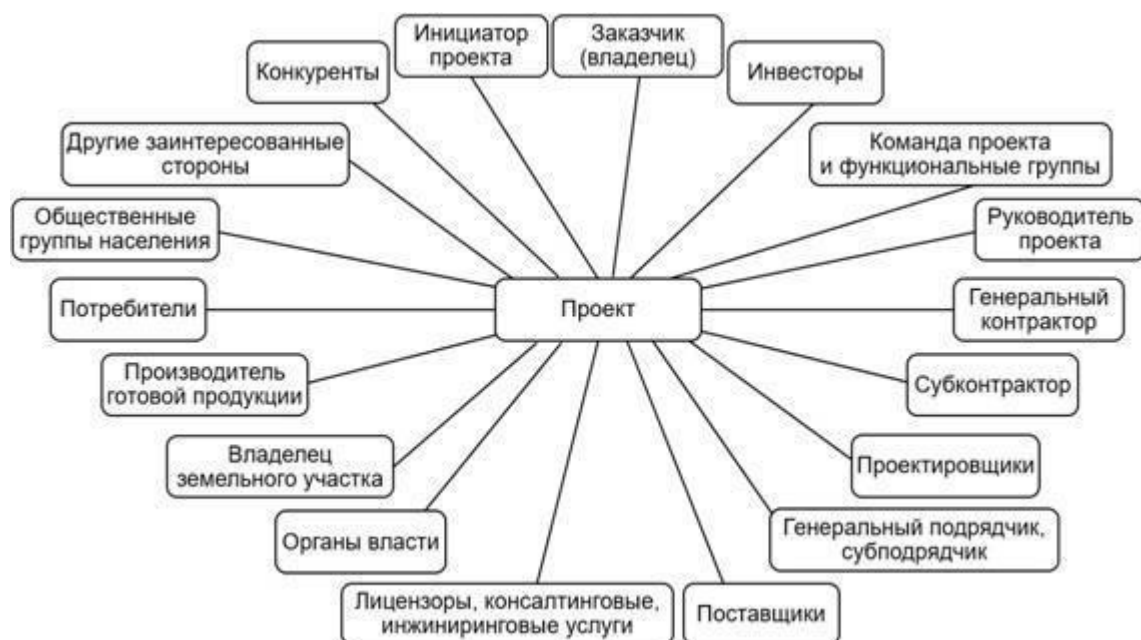 Инициатор
проекта
Заказчик
(владелец)
Инвесторы
Конкуренты
Другие заинтересованные
стороны
Команда проекта
и функциональные группы
Общественные
группы населения
Руководитель
проекта
Потребители
Проект
Генеральный
контрактор
Производитель
готовой продукции
Субконтрактор
Владелец
земельного участка
Проектировщики
Органы власти
Генеральный подрядчик,
субподрядчик
Лицензоры, консалтинговые,
инжиниринговые услуги
Поставщики